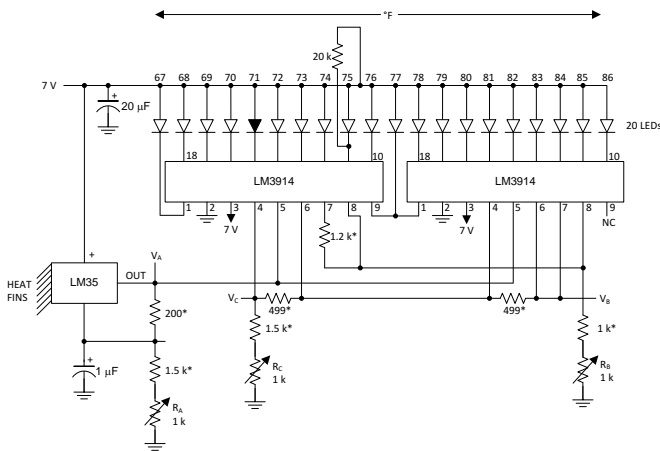 °F
20 k
7 V
67 68 69 70 71 72 73 74 75 76 77 78 79 80 81 82 83 84 85 86
20 μF
+
20 LEDs
18
10
18
10
LM3914
LM3914
1 2 3 4 5 6 7 8 9
1 2 3 4 5 6 7 8 9
7 V
7 V
NC
1.2 k*
+
LM35
OUT
HEAT
FINS
VA
200*
VC
499*
499*
VB
1.5 k*
1 k*
+
1 μF
1.5 k*
RC
1 k
RB
1 k
RA
1 k